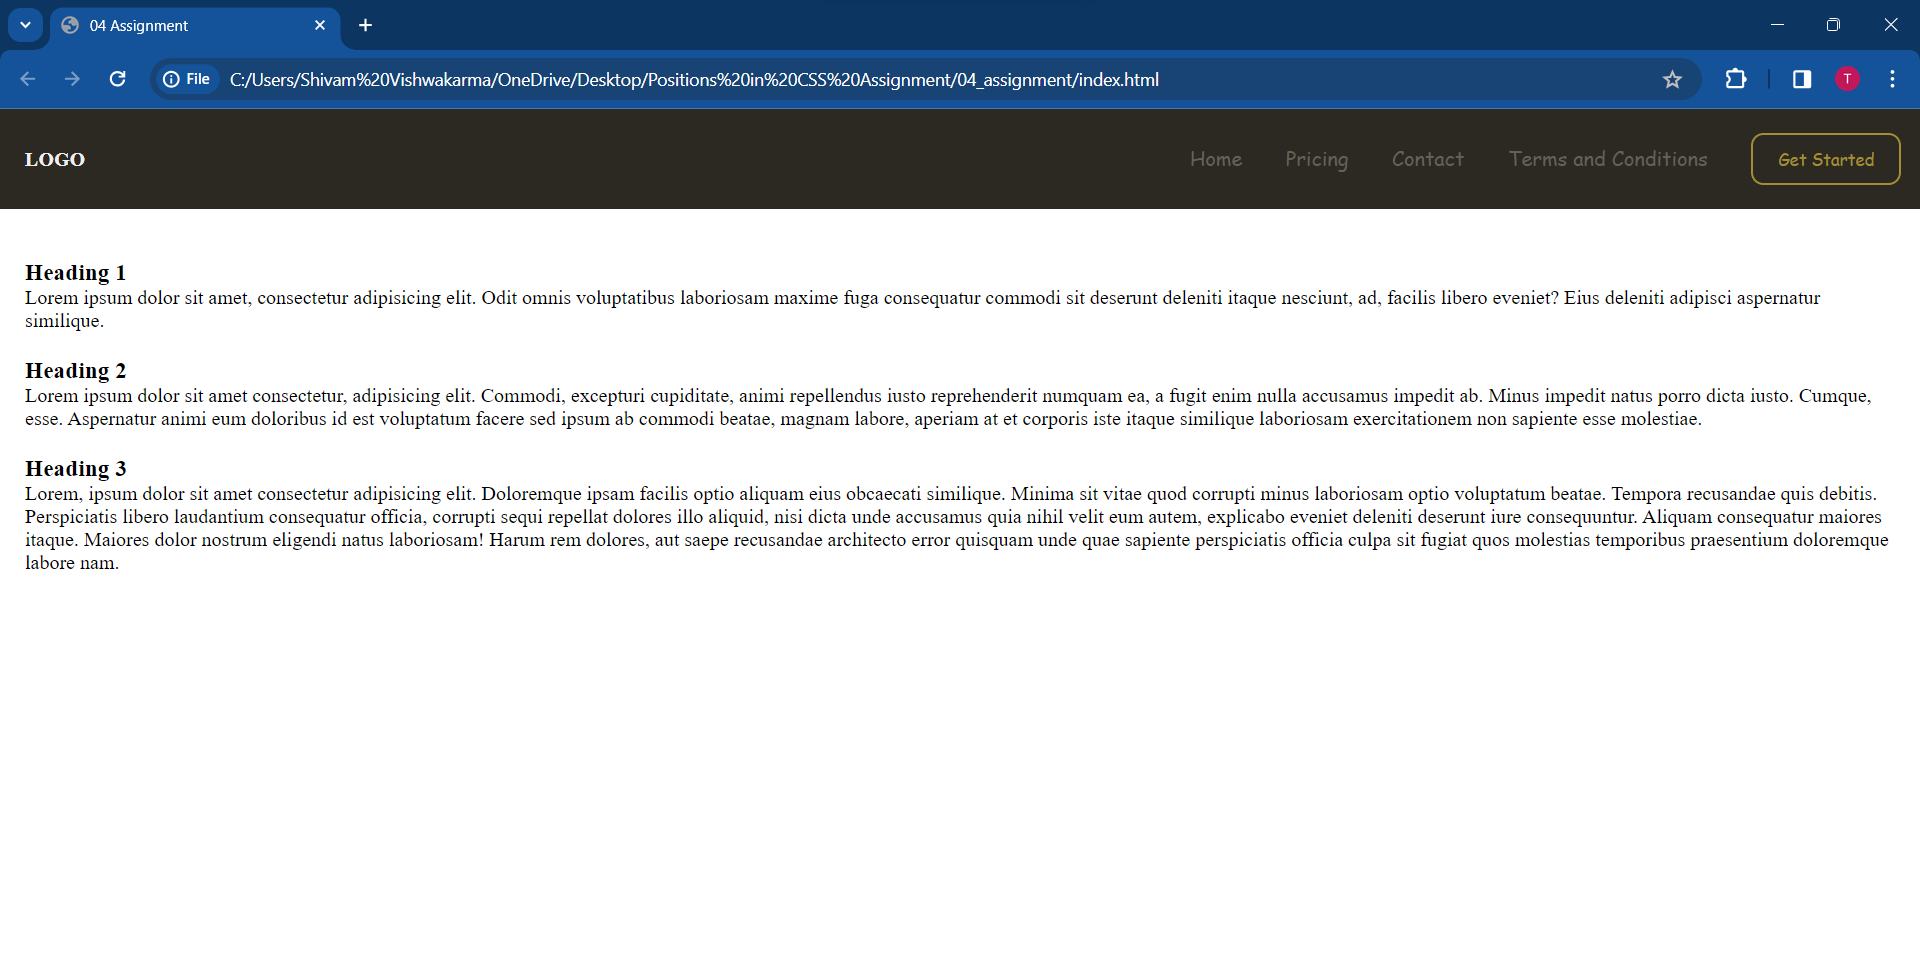 04 Assignment
File C:/Users/Shivam%20Vishwakarma/OneDrive/Desktop/Positions%20in%20CSS%20Assignment/04_assignment/index.html T
LOGO Home Pricing Contact Terms and Conditions Get Started
Heading 1
Lorem ipsum dolor sit amet, consectetur adipisicing elit. Odit omnis voluptatibus laboriosam maxime fuga consequatur commodi sit deserunt deleniti itaque nesciunt, ad, facilis libero eveniet? Eius deleniti adipisci aspernatur
similique.
Heading 2
Lorem ipsum dolor sit amet consectetur, adipisicing elit. Commodi, excepturi cupiditate, animi repellendus iusto reprehenderit numquam ea, a fugit enim nulla accusamus impedit ab. Minus impedit natus porro dicta iusto. Cumque,
esse. Aspernatur animi eum doloribus id est voluptatum facere sed ipsum ab commodi beatae, magnam labore, aperiam at et corporis iste itaque similique laboriosam exercitationem non sapiente esse molestiae.
Heading 3
Lorem, ipsum dolor sit amet consectetur adipisicing elit. Doloremque ipsam facilis optio aliquam eius obcaecati similique. Minima sit vitae quod corrupti minus laboriosam optio voluptatum beatae. Tempora recusandae quis debitis.
Perspiciatis libero laudantium consequatur officia, corrupti sequi repellat dolores illo aliquid, nisi dicta unde accusamus quia nihil velit eum autem, explicabo eveniet deleniti deserunt iure consequuntur. Aliquam consequatur maiores
itaque. Maiores dolor nostrum eligendi natus laboriosam! Harum rem dolores, aut saepe recusandae architecto error quisquam unde quae sapiente perspiciatis officia culpa sit fugiat quos molestias temporibus praesentium doloremque
labore nam.